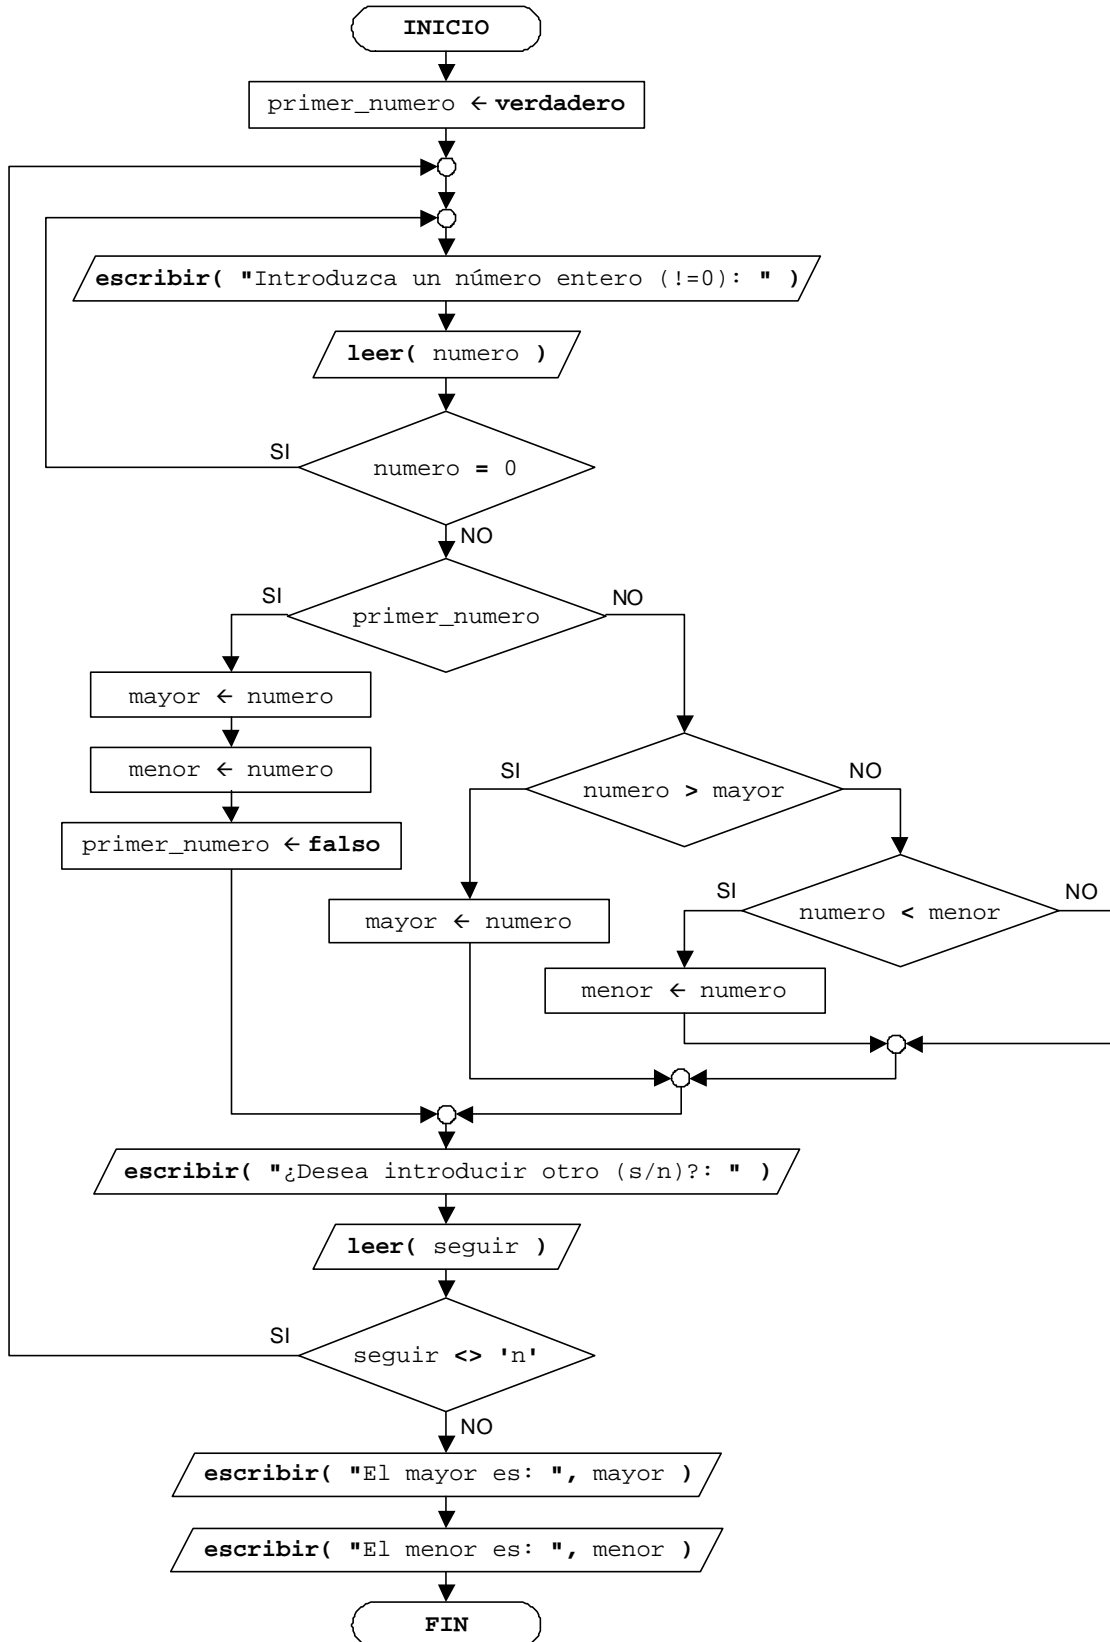 INICIO
primer_numero ← verdadero
escribir( "Introduzca un número entero (!=0): " )
leer( numero )
SI
numero = 0
NO
SI
primer_numero
NO
mayor ← numero
menor ← numero
primer_numero ← falso
SI
numero > mayor
NO
mayor ← numero
SI
numero < menor
NO
menor ← numero
escribir( "¿Desea introducir otro (s/n)?: " )
leer( seguir )
SI
seguir <> 'n'
NO
escribir( "El mayor es: ", mayor )
escribir( "El menor es: ", menor )
FIN